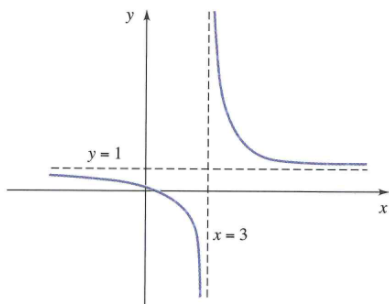 y
y = 1
x
x = 3